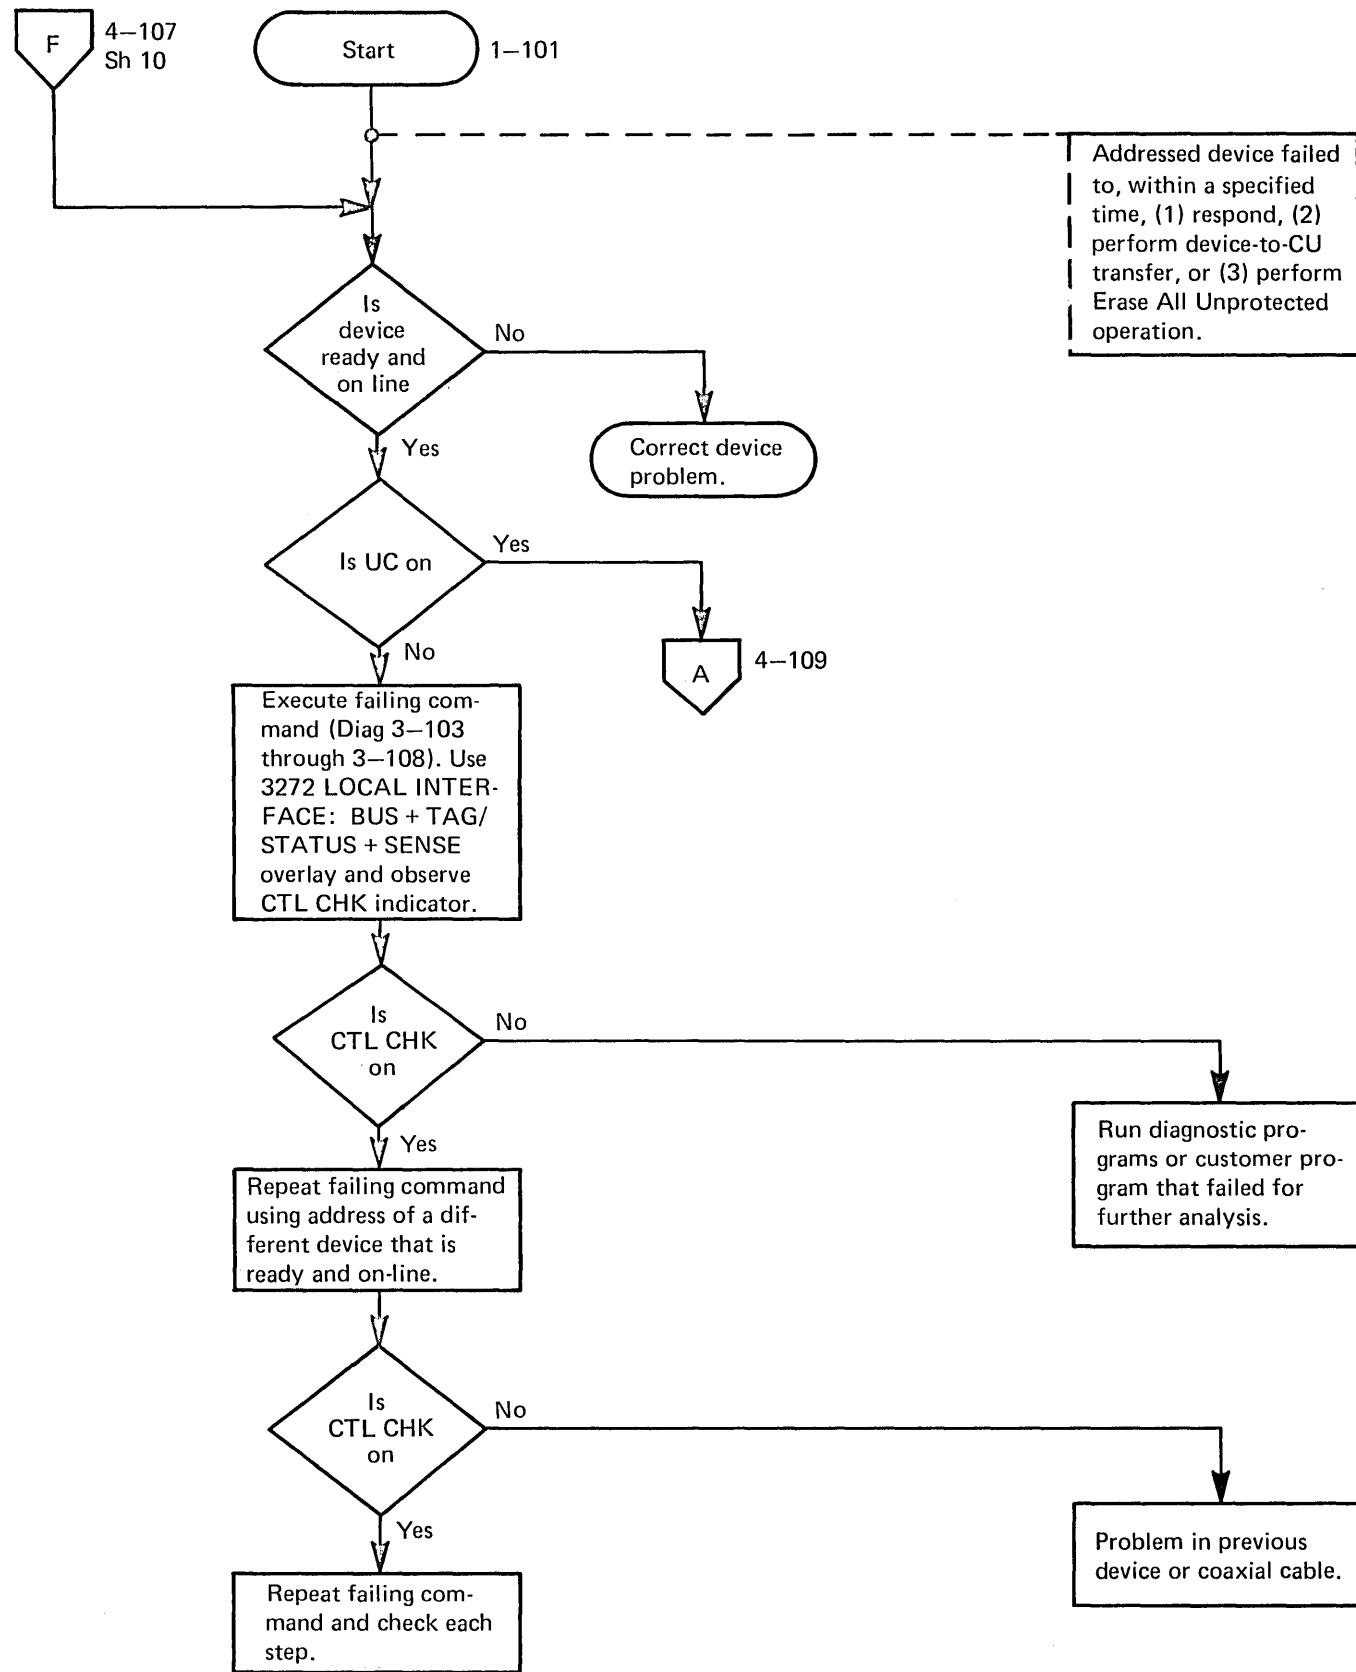 F
4–107
Sh 10
Start
1–101
Addressed device failed
to, within a specified
time, (1) respond, (2)
perform device-to-CU
transfer, or (3) perform
Erase All Unprotected
operation.
Is
device
ready and
on line
No
Correct device
problem.
Yes
Is UC on
Yes
A
4–109
No
Execute failing com-
mand (Diag 3–103
through 3–108). Use
3272 LOCAL INTER-
FACE: BUS + TAG/
STATUS + SENSE
overlay and observe
CTL CHK indicator.
Is
CTL CHK
on
No
Run diagnostic pro-
grams or customer pro-
gram that failed for
further analysis.
Yes
Repeat failing command
using address of a dif-
ferent device that is
ready and on-line.
Is
CTL CHK
on
No
Problem in previous
device or coaxial cable.
Yes
Repeat failing com-
mand and check each
step.